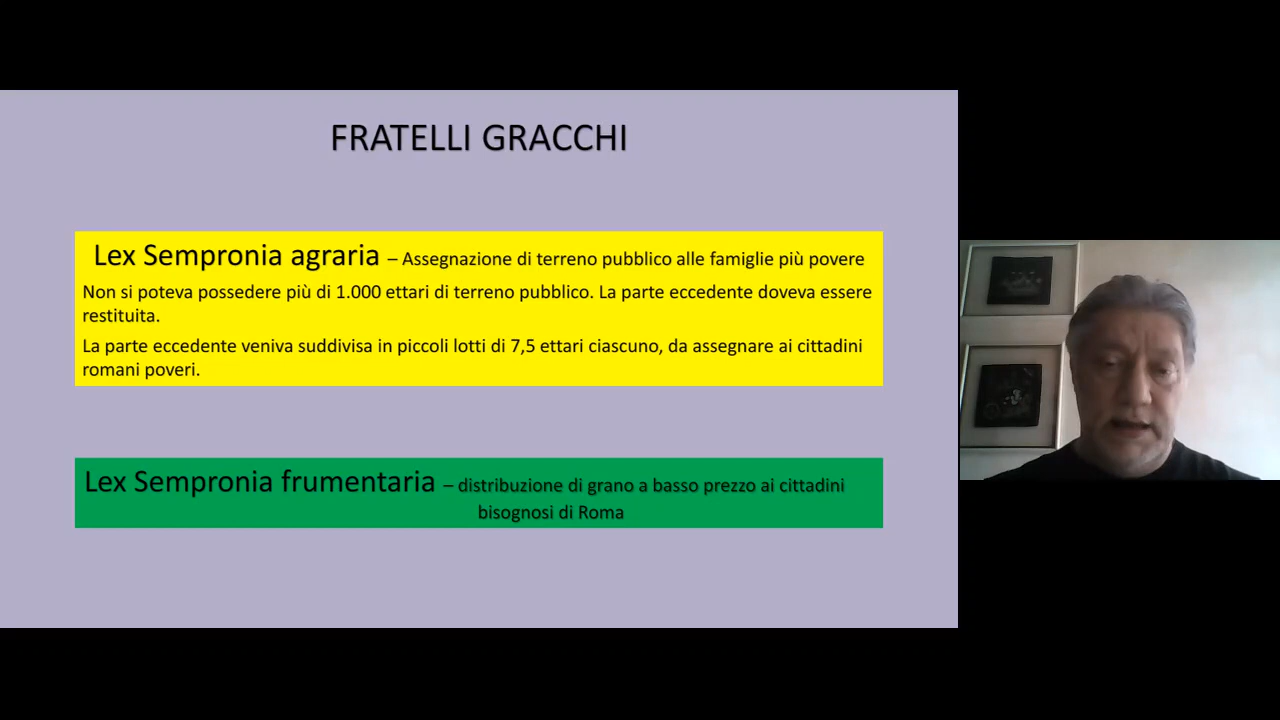 FRATELLI GRACCHI
Lex Sempronia agraria – Assegnazione di terreno pubblico alle famiglie più povere
Non si poteva possedere più di 1.000 ettari di terreno pubblico. La parte eccedente doveva essere
restituita.
La parte eccedente veniva suddivisa in piccoli lotti di 7,5 ettari ciascuno, da assegnare ai cittadini
romani poveri.
Lex Sempronia frumentaria – distribuzione di grano a basso prezzo ai cittadini
bisognosi di Roma